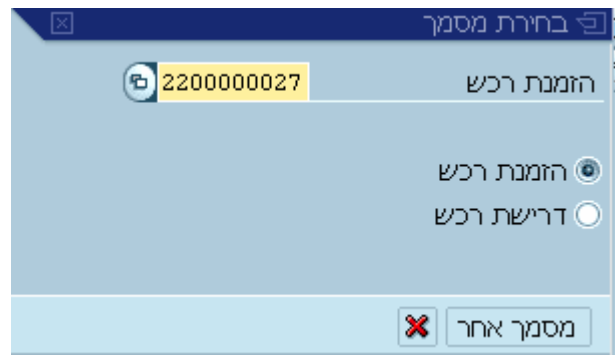 בחירת מסמך
הזמנת רכש 2200000027
הזמנת רכש
דרישת רכש
מסמך אחר